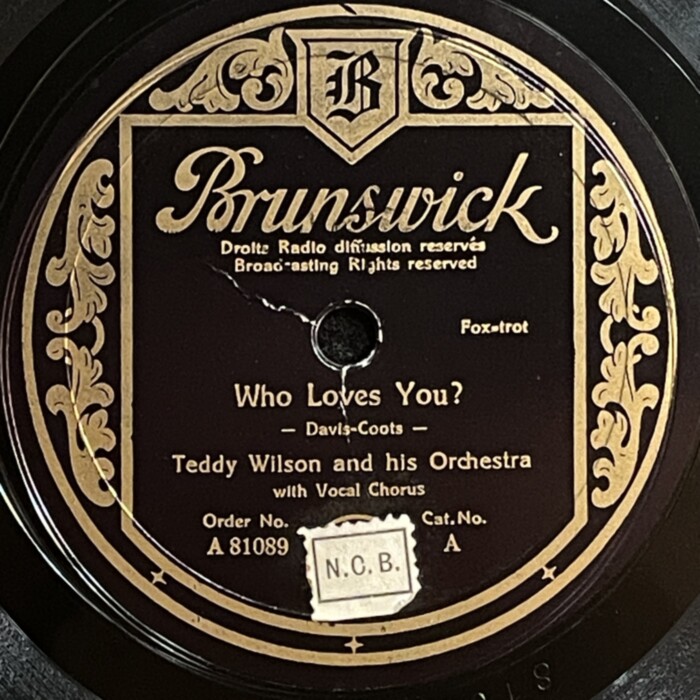 B
Brunswick
Droits Radio diffussion reservés
Broadcasting Rights reserved
Fox-trot
Who Loves You?
— Davis-Coots —
Teddy Wilson and his Orchestra
with Vocal Chorus
Order No. Cat. No.
A 81089 A
N.C.B.